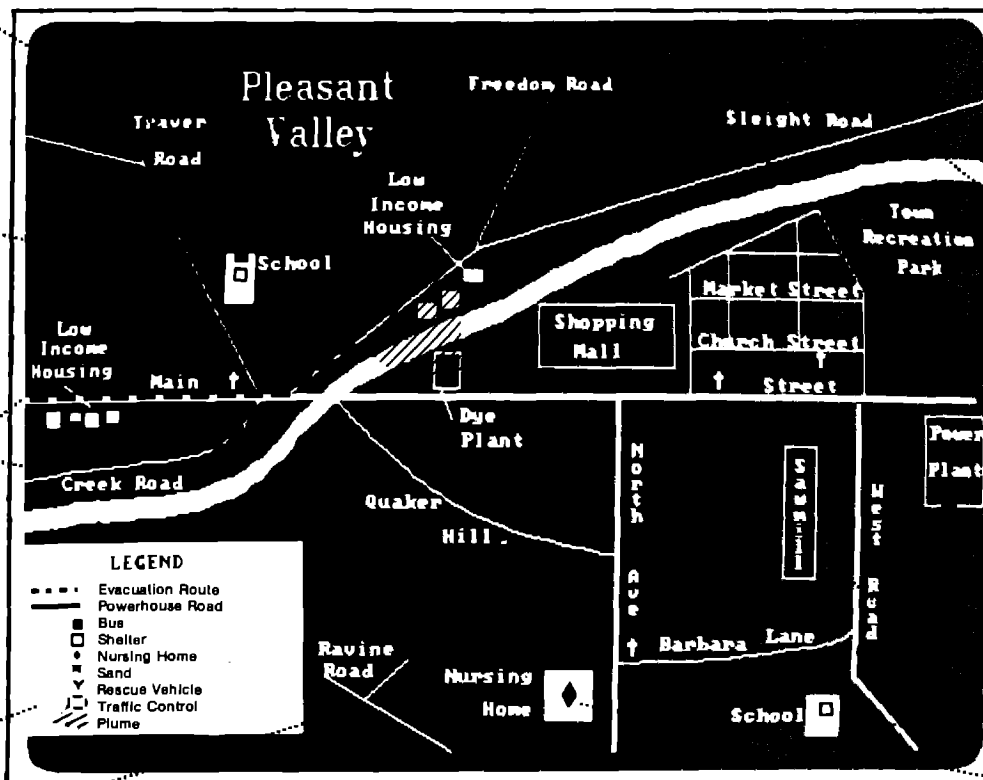 Pleasant
Valley
Freedom Road
Sleight Road
Traver
Road
Low
Income
Housing
Town
Recreation
Park
School
Market Street
Shopping
Mall
Church Street
Low
Income
Housing
Main
Street
Dye
Plant
Power
Plant
North
Ave
Sawmill
West
Road
Creek Road
Quaker
Hill
LEGEND
Evacuation Route
Powerhouse Road
Bus
Shelter
Nursing Home
Sand
Rescue Vehicle
Traffic Control
Plume
Ravine
Road
Barbara Lane
Nursing
Home
School